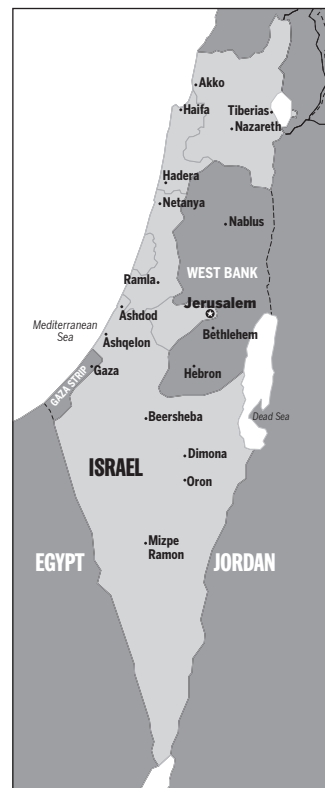 Akko
Haifa
Tiberias
Nazareth
Hadera
Netanya
Nablus
WEST BANK
Ramla
Jerusalem
Ashdod
Mediterranean
Sea
Bethlehem
Ashqelon
GAZA STRIP
Gaza
Hebron
Dead Sea
Beersheba
ISRAEL
Dimona
Oron
Mizpe
Ramon
EGYPT
JORDAN